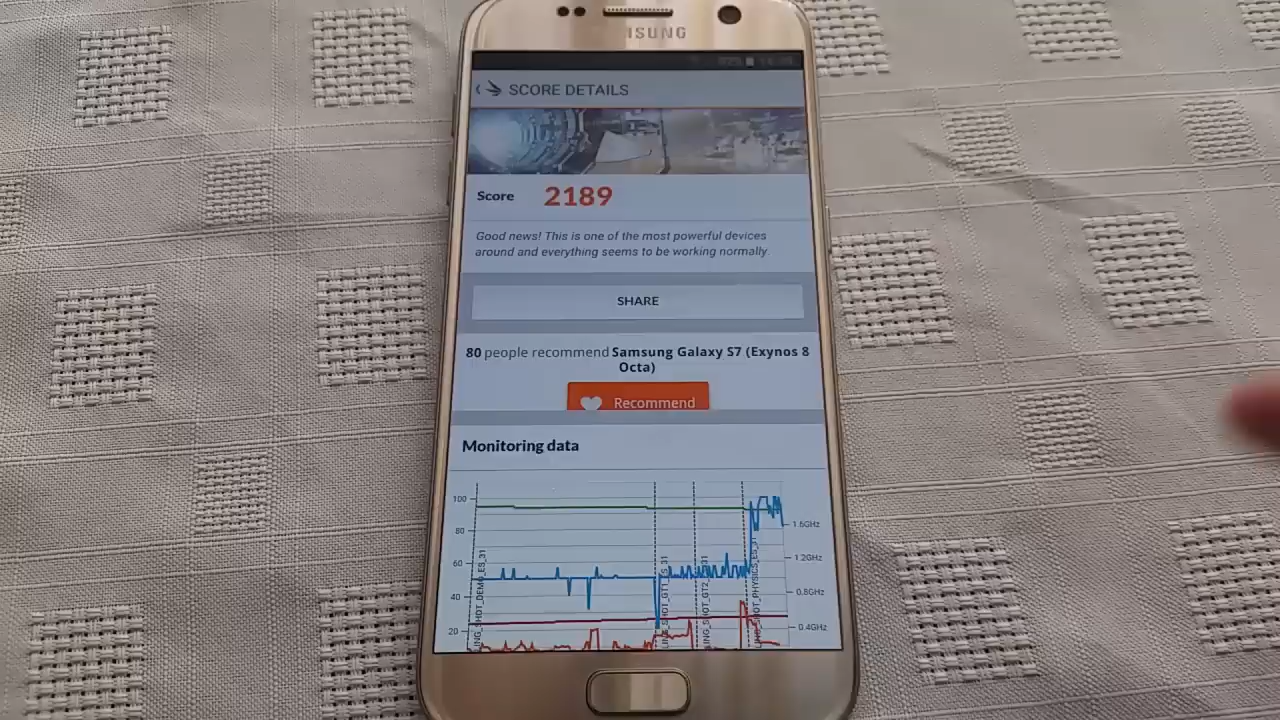 SCORE DETAILS
Score 2189
Good news! This is one of the most powerful devices
around and everything seems to be working normally.
SHARE
80 people recommend Samsung Galaxy S7 (Exynos 8
Octa)
Recommend
Monitoring data
100
80
60
40
20
1.6GHz
1.2GHz
0.8GHz
0.4GHz